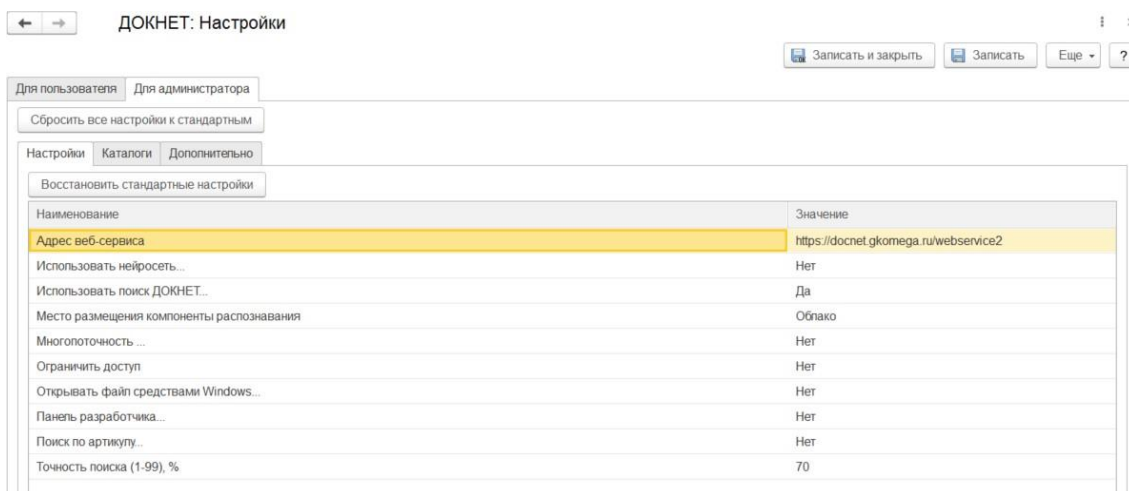 ДОКНЕТ: Настройки
Записать и закрыть Записать Еще ?
Для пользователя Для администратора
Сбросить все настройки к стандартным
Настройки Каталоги Дополнительно
Восстановить стандартные настройки
Наименование Значение
Адрес веб-сервиса https://docnet.gkomega.ru/webservice2
Использовать нейросеть... Нет
Использовать поиск ДОКНЕТ... Да
Место размещения компоненты распознавания Облако
Многопоточность ... Нет
Ограничить доступ Нет
Открывать файл средствами Windows... Нет
Панель разработчика... Нет
Поиск по артикулу... Нет
Точность поиска (1-99), % 70